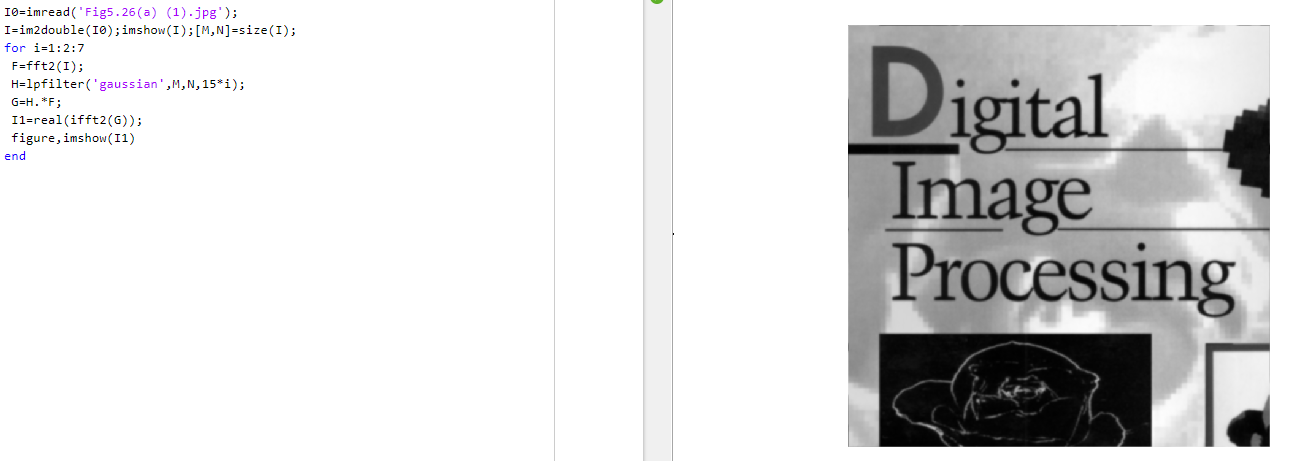 I0=imread('Fig5.26(a) (1).jpg');
I=im2double(I0);imshow(I);[M,N]=size(I);
for i=1:2:7
F=fft2(I);
H=lpfilter('gaussian',M,N,15*i);
G=H.*F;
I1=real(ifft2(G));
figure,imshow(I1)
end
Digital
Image
Processing